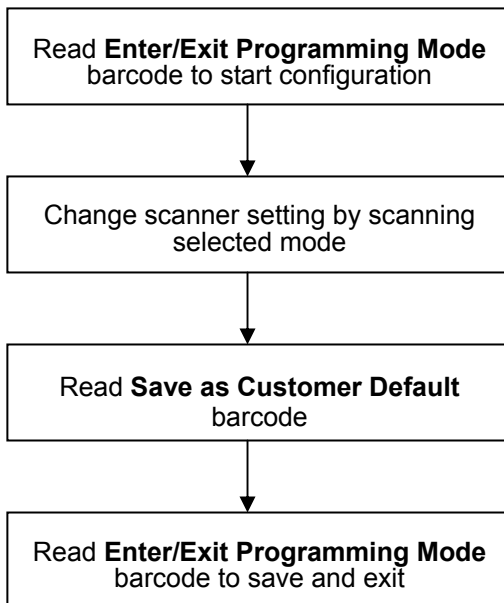 Read Enter/Exit Programming Mode
barcode to start configuration
Change scanner setting by scanning
selected mode
Read Save as Customer Default
barcode
Read Enter/Exit Programming Mode
barcode to save and exit